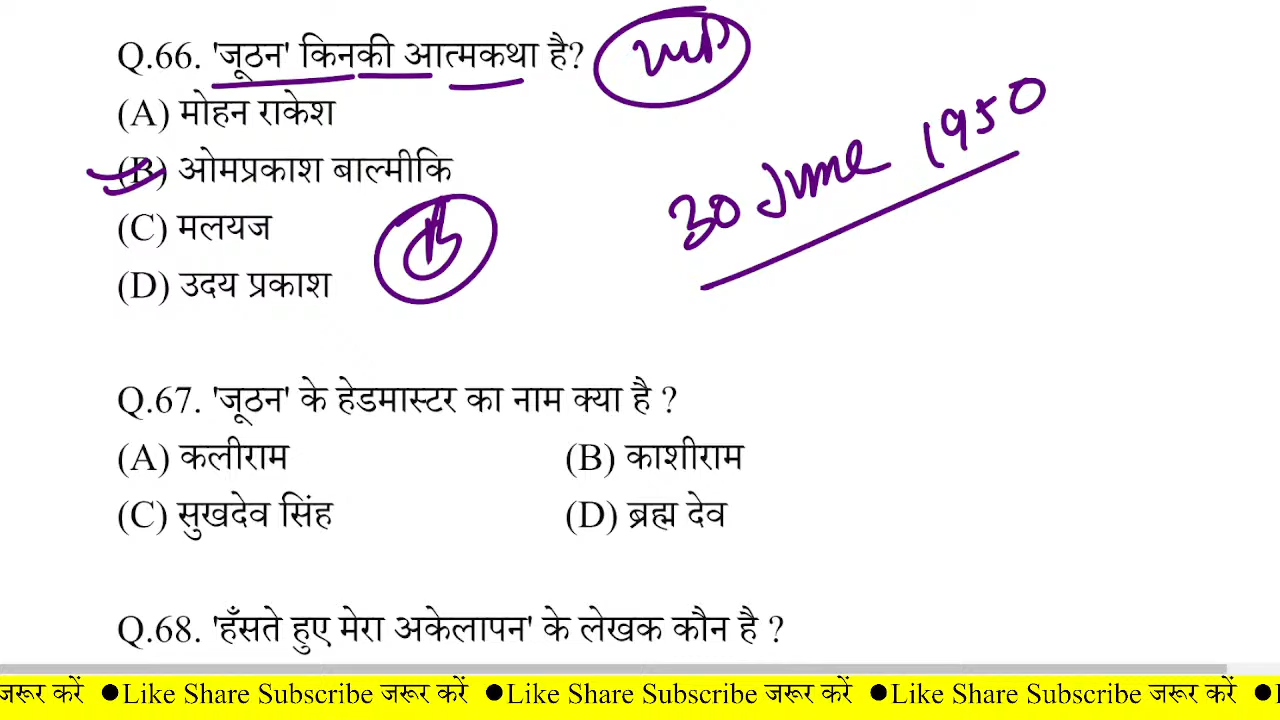 Q.66. 'जूठन' किनकी आत्मकथा है?
(A) मोहन राकेश
(B) ओमप्रकाश बाल्मीकि
(C) मलयज
(D) उदय प्रकाश
B
30 June 1950
Q.67. 'जूठन' के हेडमास्टर का नाम क्या है ?
(A) कलीराम (B) काशीराम
(C) सुखदेव सिंह (D) ब्रह्म देव
Q.68. 'हँसते हुए मेरा अकेलापन' के लेखक कौन है ?
जरूर करें ●Like Share Subscribe जरूर करें ●Like Share Subscribe जरूर करें ●Like Share Subscribe जरूर करें ●